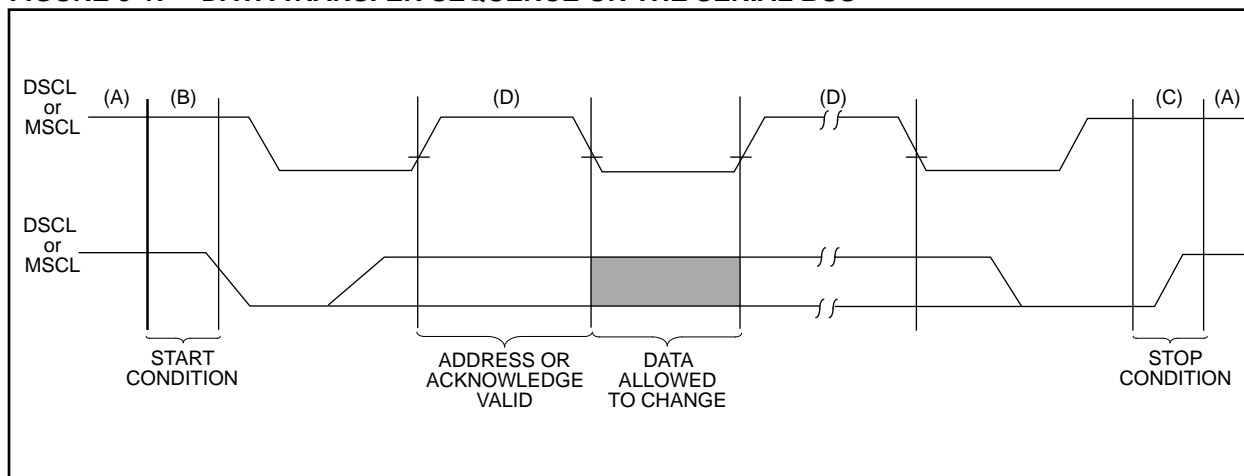 FIGURE 3-1: DATA TRANSFER SEQUENCE ON THE SERIAL BUS
DSCL
or
MSCL
(A)
(B)
(D)
(D)
(C)
(A)
DSCL
or
MSCL
START
CONDITION
ADDRESS OR
ACKNOWLEDGE
VALID
DATA
ALLOWED
TO CHANGE
STOP
CONDITION